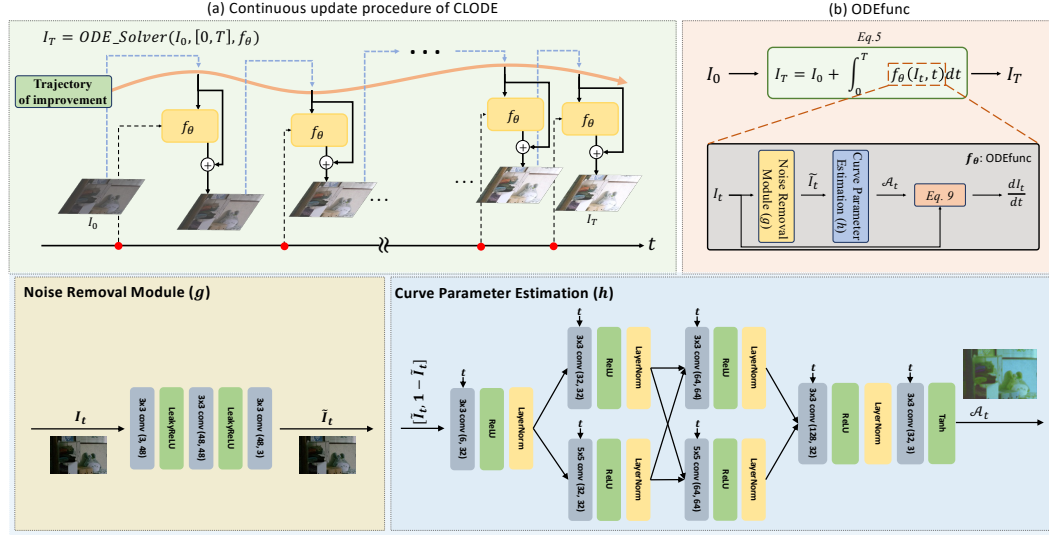 (a) Continuous update procedure of CLODE
I_T = ODE_Solver(I_0, [0, T], f_θ)
...
Trajectory
of improvement
f_θ
f_θ
f_θ
f_θ
+
+
+
+
...
...
I_0
I_T
t
(b) ODEfunc
Eq.5
I_0
I_T = I_0 + ∫_0^T f_θ(I_t, t)dt
I_T
f_θ: ODEfunc
I_t
Noise Removal
Module (g)
Ĩ_t
Curve Parameter
Estimation (h)
𝒜_t
Eq. 9
dI_t
dt
Noise Removal Module (g)
I_t
3x3 conv (3, 48)
LeakyReLU
3x3 conv (48, 48)
LeakyReLU
3x3 conv (48, 3)
Ĩ_t
Curve Parameter Estimation (h)
[Ĩ_t, 1 − Ĩ_t]
t
3x3 conv (6, 32)
ReLU
LayerNorm
t
3x3 conv (32, 32)
ReLU
LayerNorm
t
5x5 conv (32, 32)
ReLU
LayerNorm
t
3x3 conv (64, 64)
ReLU
LayerNorm
t
5x5 conv (64, 64)
ReLU
LayerNorm
t
3x3 conv (128, 32)
ReLU
LayerNorm
t
3x3 conv (32, 3)
Tanh
𝒜_t